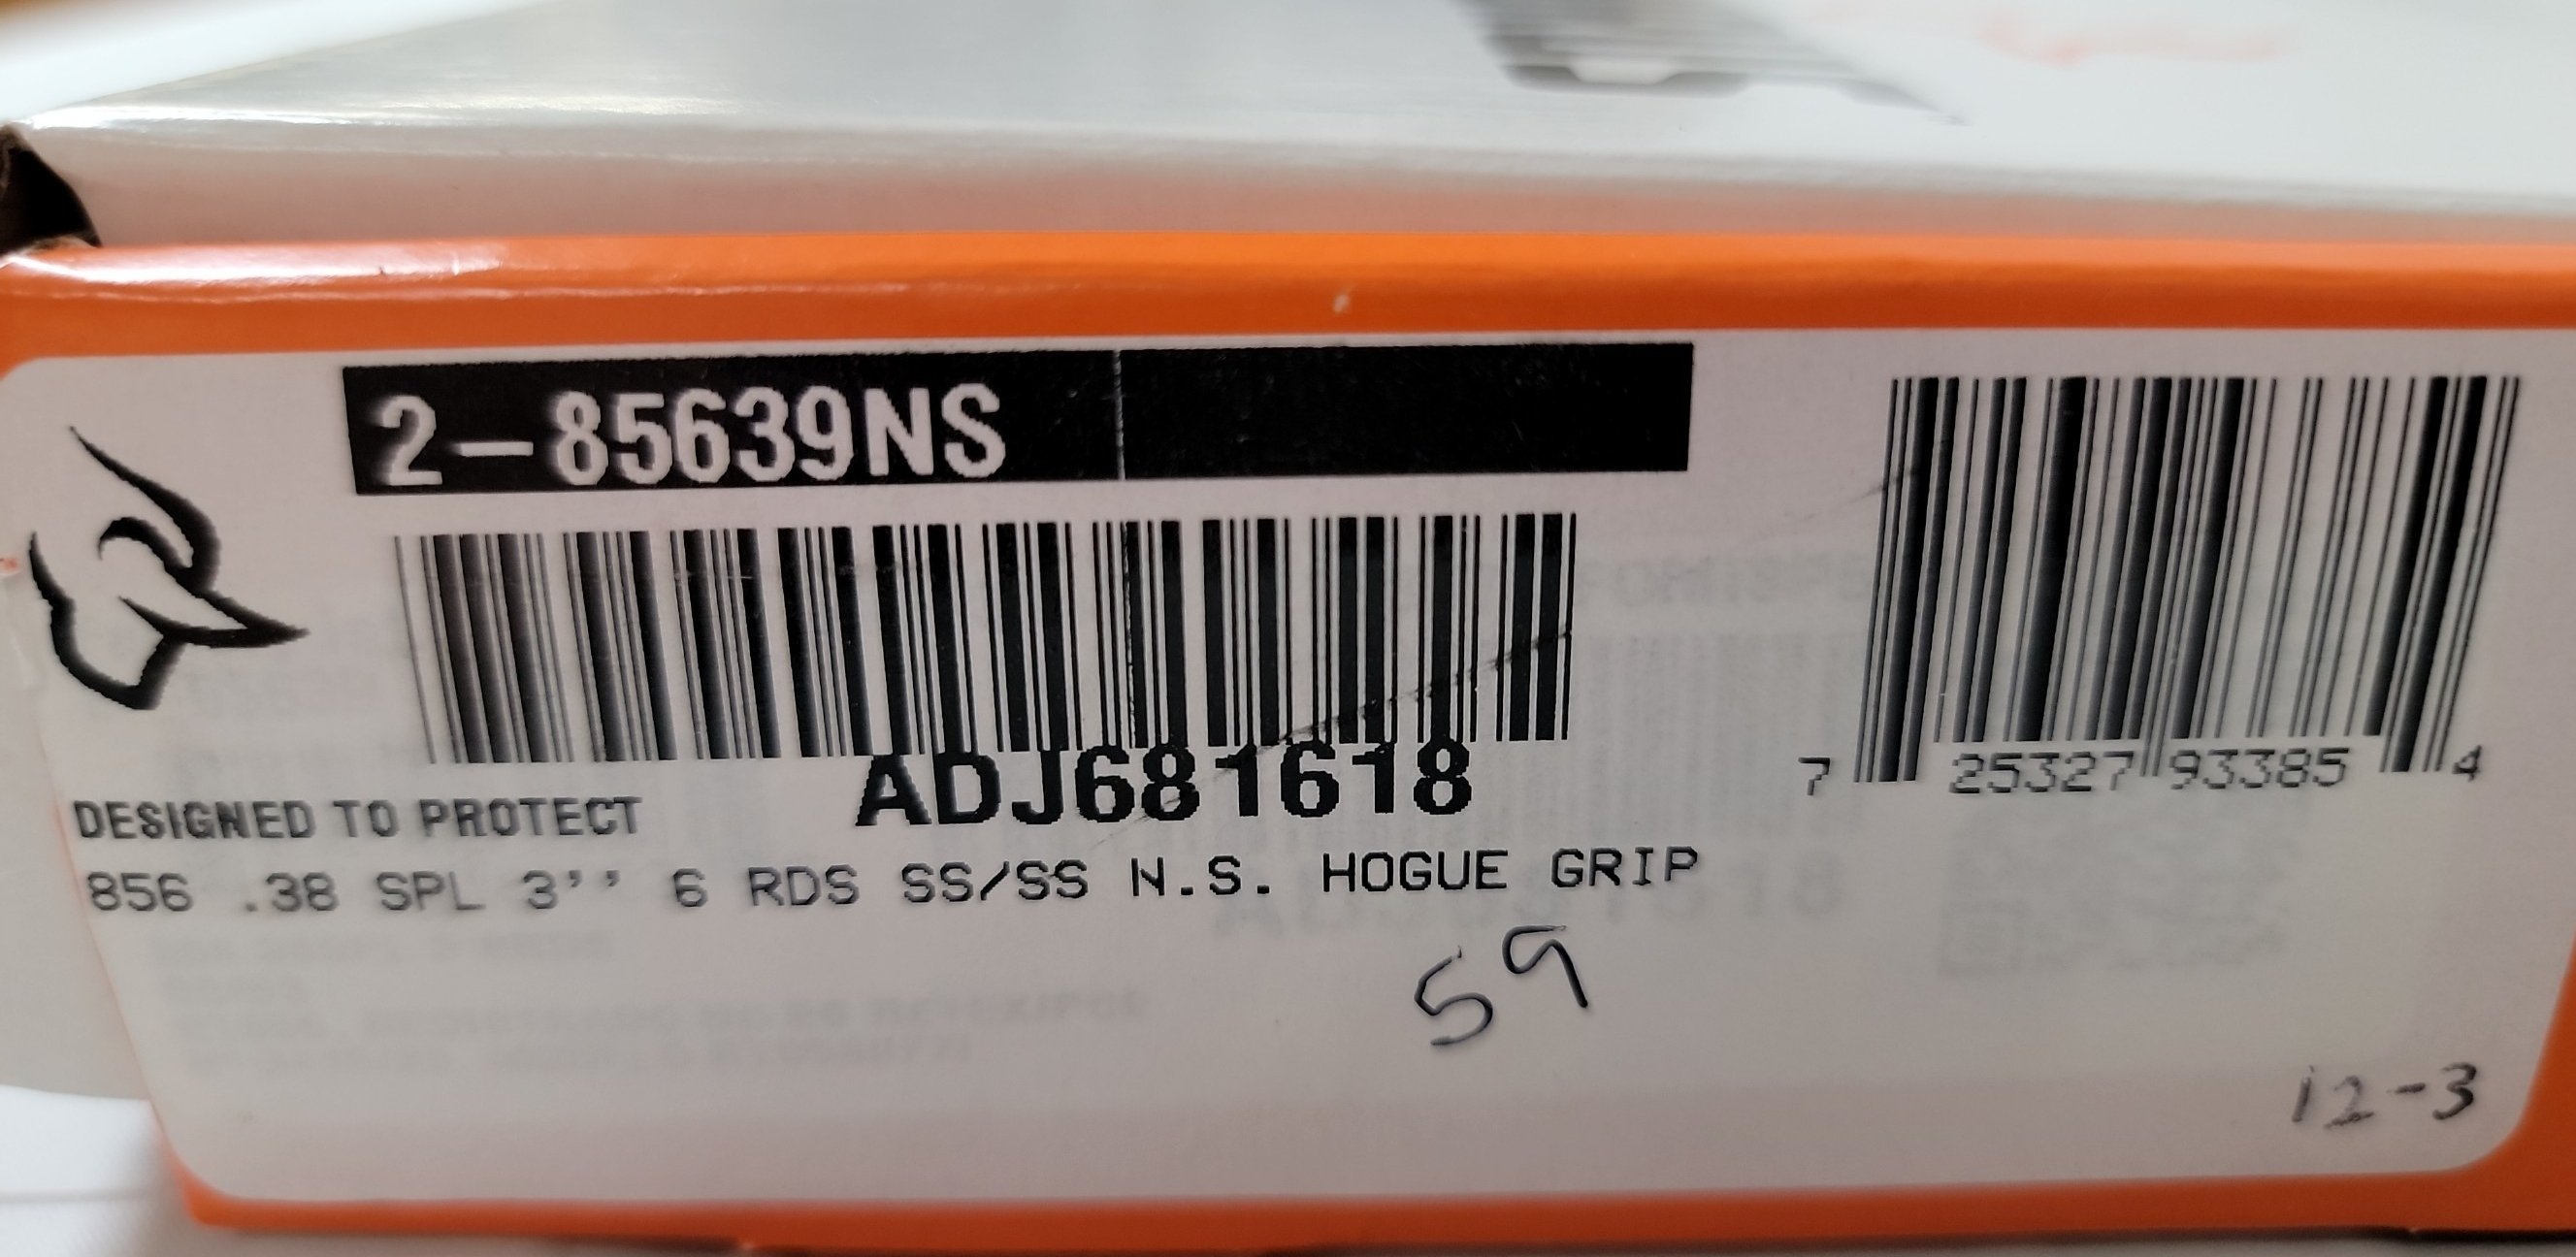 2-85639NS
ADJ681618
7 25327 93385 4
DESIGNED TO PROTECT
856 .38 SPL 3'' 6 RDS SS/SS N.S. HOGUE GRIP
59
12-3